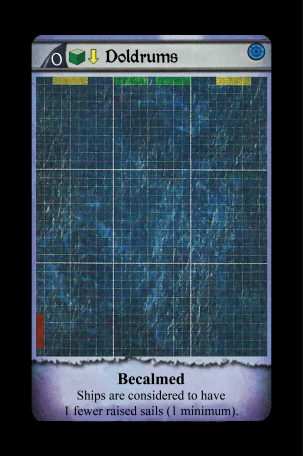 0 Doldrums
Becalmed
Ships are considered to have
1 fewer raised sails (1 minimum).